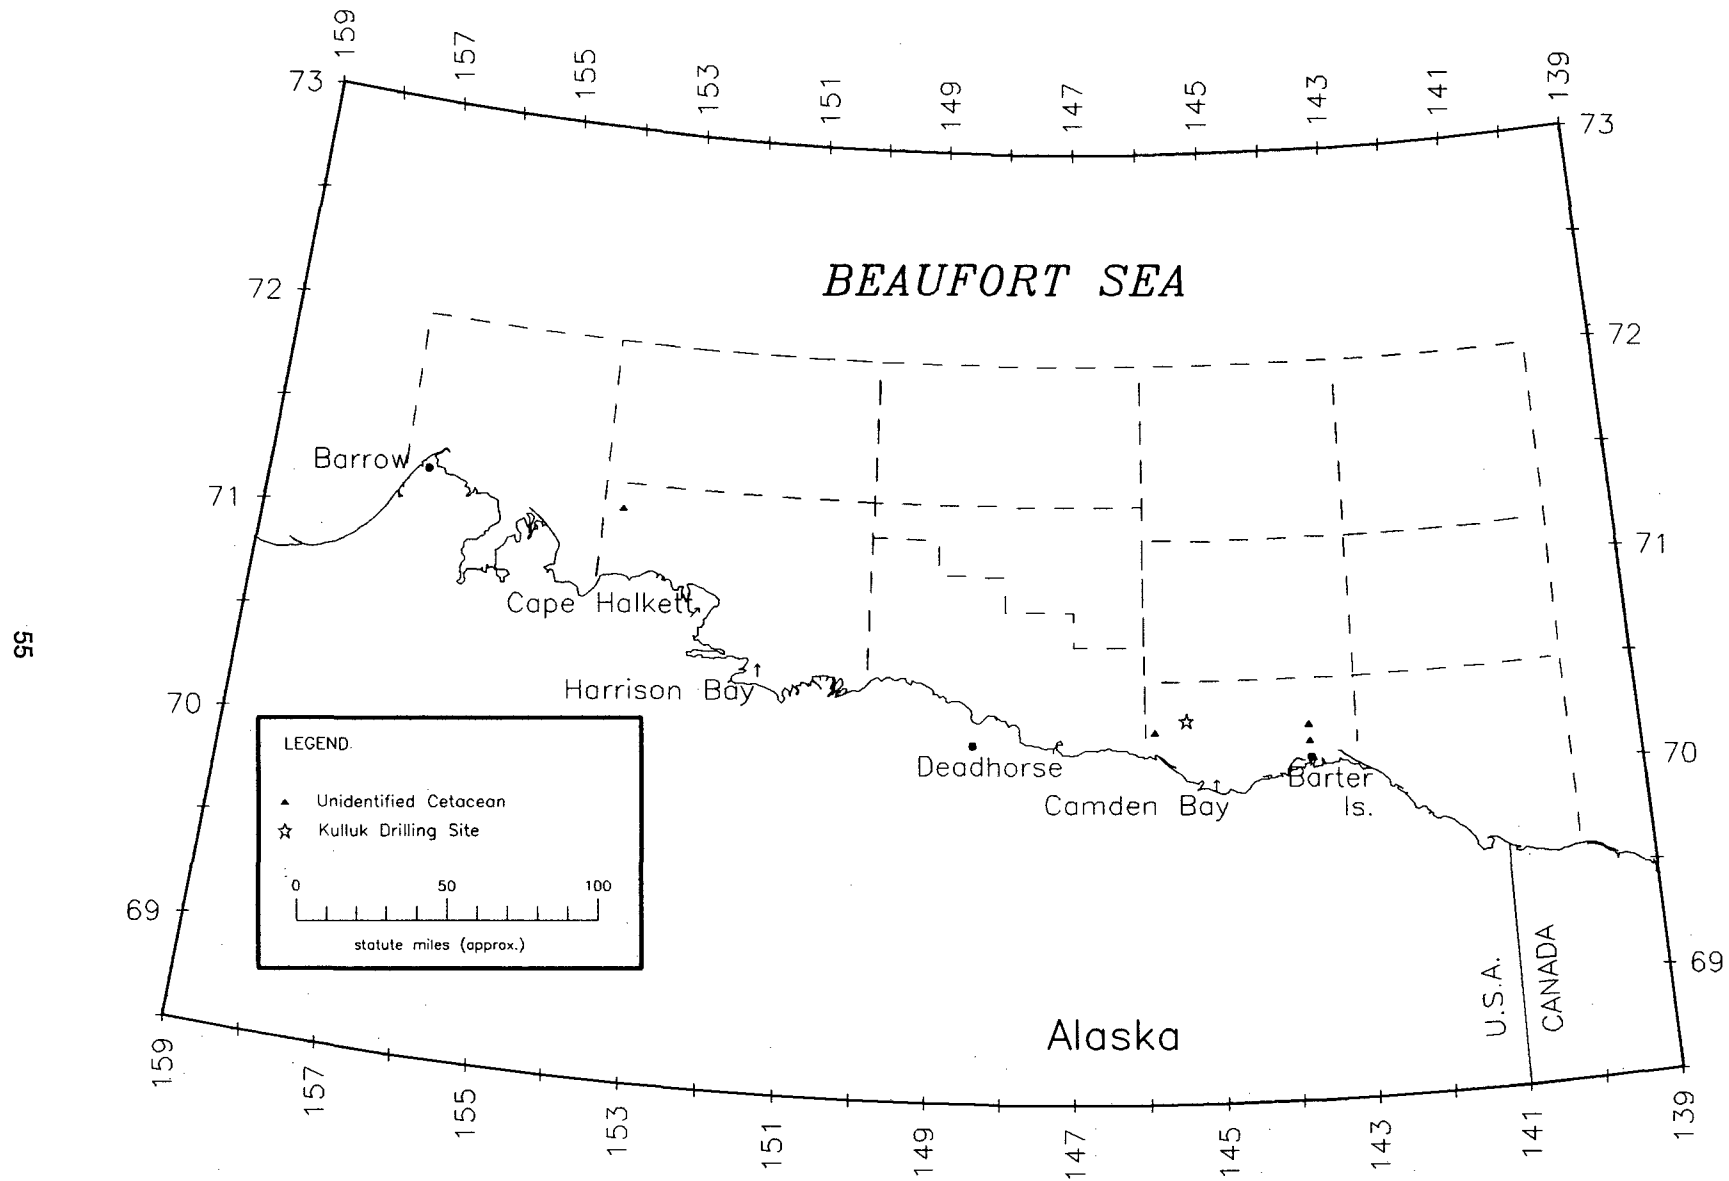 159
157
155
153
151
149
147
145
143
141
139
73
73
BEAUFORT SEA
72
72
Barrow
71
71
Cape Halkett
55
Harrison Bay
70
70
Deadhorse
Camden Bay
Barter
Is.
LEGEND
Unidentified Cetacean
Kulluk Drilling Site
0 50 100
statute miles (approx.)
69
69
U.S.A.
CANADA
Alaska
159
157
155
153
151
149
147
145
143
141
139